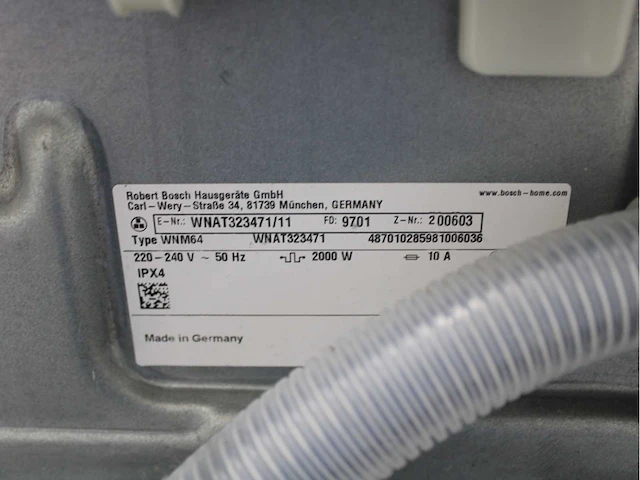 Robert Bosch Hausgeräte GmbH www.bosch-home.com
Carl-Wery-Straße 34, 81739 München, GERMANY
E-Nr.: WNAT323471/11 FD: 9701 Z-Nr.: 200603
Type WNM64 WNAT323471 487010285981006036
220-240 V ~ 50 Hz 2000 W 10 A
IPX4
Made in Germany